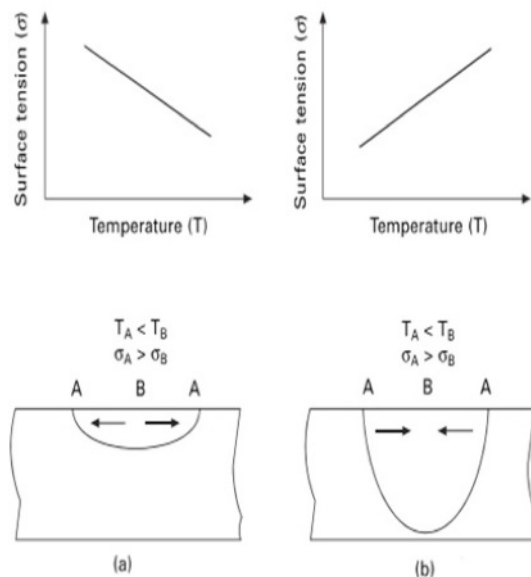 Surface tension (σ)
Temperature (T)
Surface tension (σ)
Temperature (T)
T_A < T_B
σ_A > σ_B
A B A
(a)
T_A < T_B
σ_A > σ_B
A B A
(b)